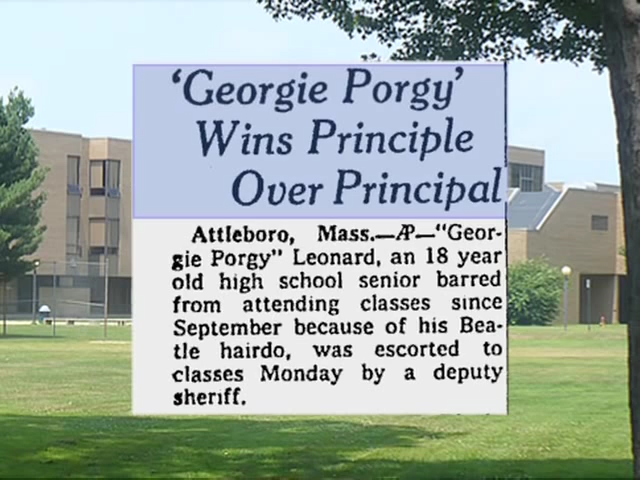 ‘Georgie Porgy’
Wins Principle
Over Principal
Attleboro, Mass.—AP—"Geor-
gie Porgy" Leonard, an 18 year
old high school senior barred
from attending classes since
September because of his Bea-
tle hairdo, was escorted to
classes Monday by a deputy
sheriff.